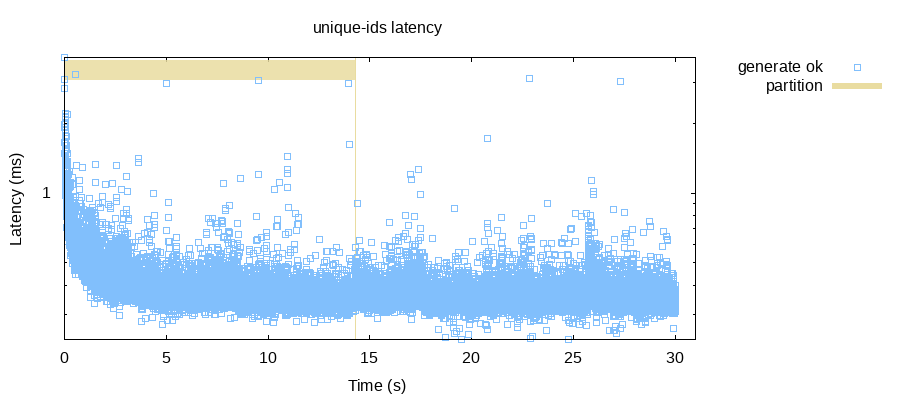 unique-ids latency
generate ok
partition
Latency (ms)
1
0 5 10 15 20 25 30
Time (s)